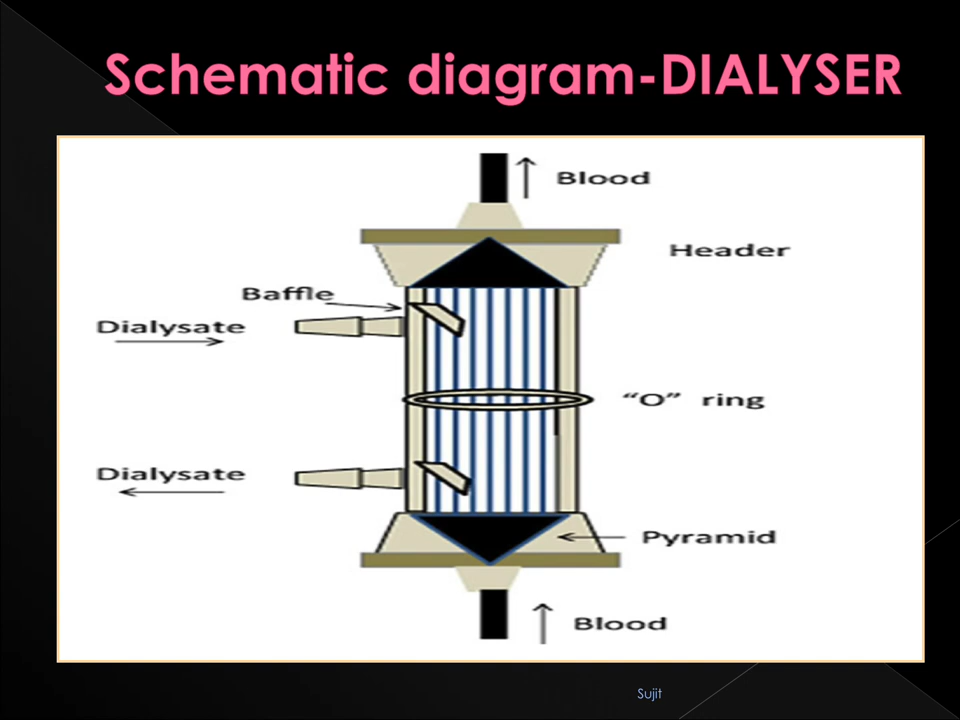 Schematic diagram-DIALYSER
Blood
Header
Baffle
Dialysate
“O” ring
Dialysate
Pyramid
Blood
Sujit